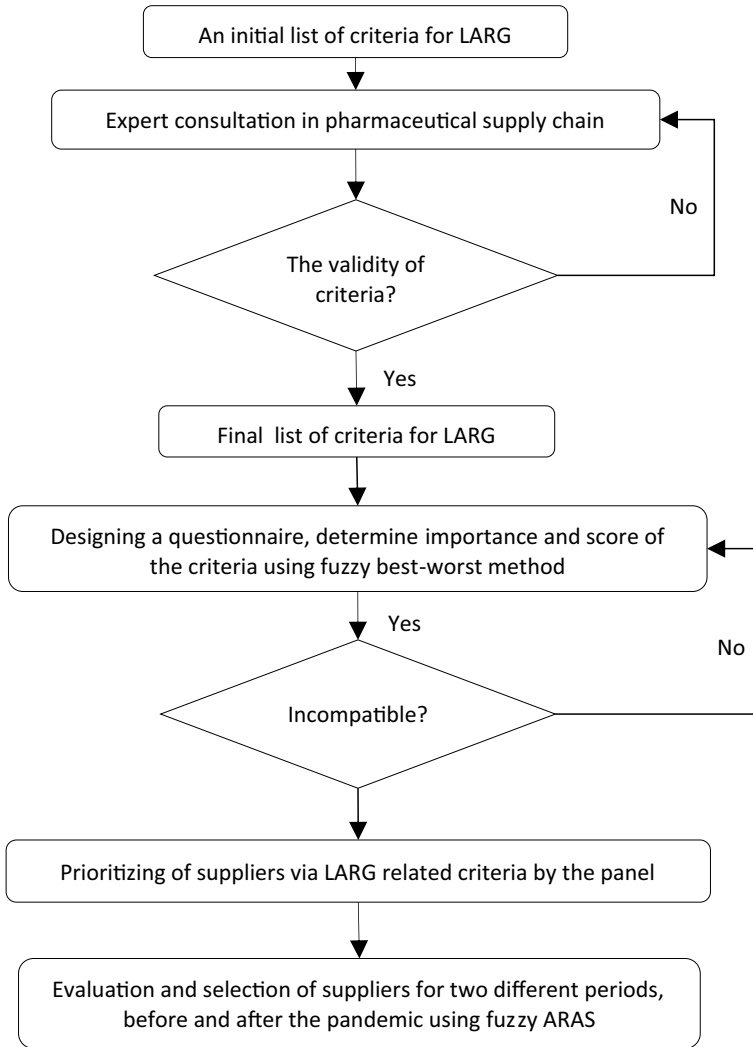 An initial list of criteria for LARG
Expert consultation in pharmaceutical supply chain
No
The validity of
criteria?
Yes
Final list of criteria for LARG
Designing a questionnaire, determine importance and score of
the criteria using fuzzy best-worst method
Yes
No
Incompatible?
Prioritizing of suppliers via LARG related criteria by the panel
Evaluation and selection of suppliers for two different periods,
before and after the pandemic using fuzzy ARAS